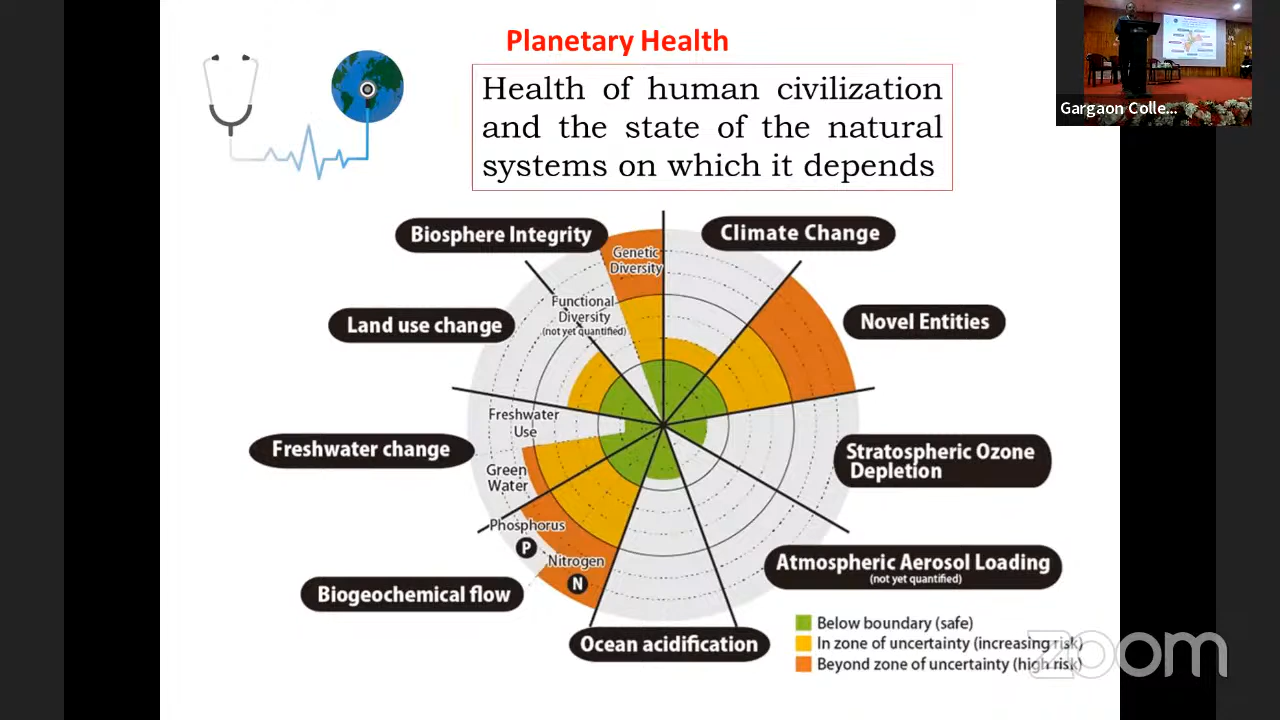 Planetary Health
Health of human civilization
and the state of the natural
systems on which it depends
Gargaon Colle...
Biosphere Integrity
Climate Change
Genetic
Diversity
Functional
Diversity
(not yet quantified)
Land use change
Novel Entities
Freshwater
Use
Freshwater change
Stratospheric Ozone
Depletion
Green
Water
Phosphorus
P
Nitrogen
N
Atmospheric Aerosol Loading
(not yet quantified)
Biogeochemical flow
Ocean acidification
Below boundary (safe)
In zone of uncertainty (increasing risk)
Beyond zone of uncertainty (high risk)
zoom